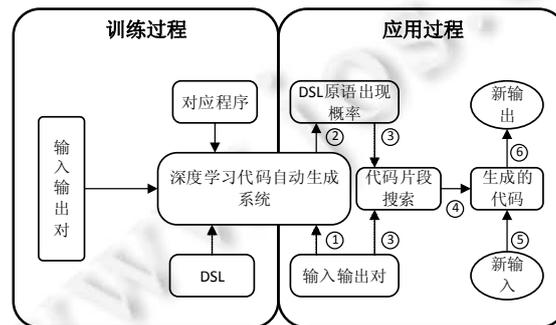 训练过程
应用过程
对应程序
输入输出对
深度学习代码自动生成
系统
DSL
DSL原语出现
概率
②
③
代码片段
搜索
①
③
输入输出对
④
新输
出
⑥
生成的
代码
⑤
新输
入